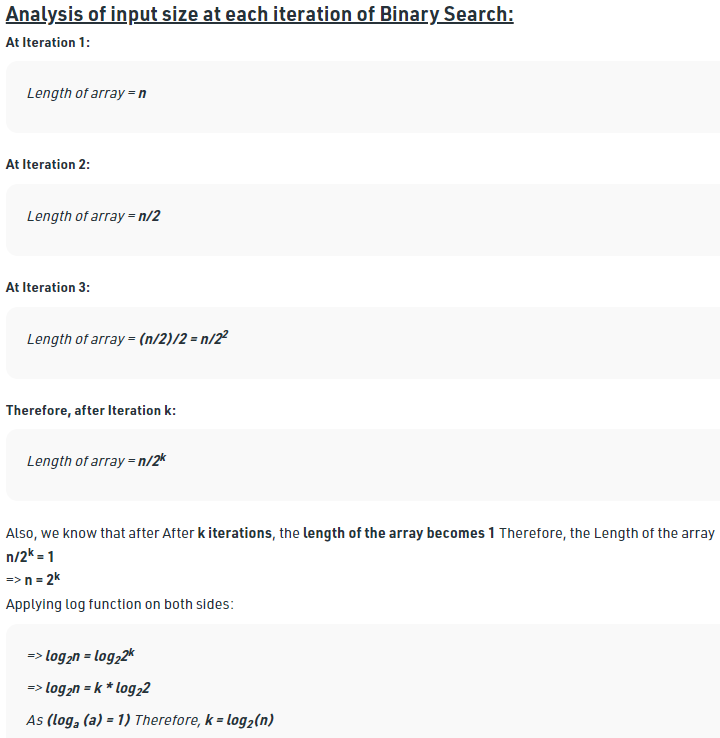 Analysis of input size at each iteration of Binary Search:
At Iteration 1:
Length of array = n
At Iteration 2:
Length of array = n/2
At Iteration 3:
Length of array = (n/2)/2 = n/2²
Therefore, after Iteration k:
Length of array = n/2ᵏ
Also, we know that after After k iterations, the length of the array becomes 1 Therefore, the Length of the array
n/2ᵏ = 1
=> n = 2ᵏ
Applying log function on both sides:
=> log₂n = log₂2ᵏ
=> log₂n = k * log₂2
As (logₐ (a) = 1) Therefore, k = log₂(n)